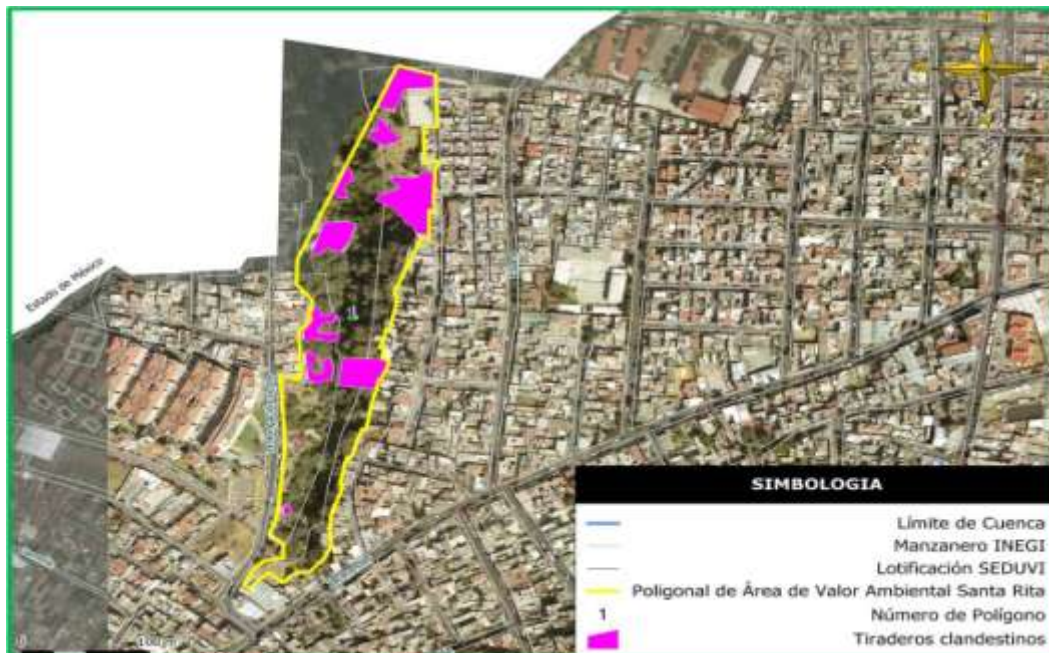 Estado de México
1
SIMBOLOGIA
Límite de Cuenca
Manzanero INEGI
Lotificación SEDUVI
Poligonal de Área de Valor Ambiental Santa Rita
1 Número de Polígono
Tiraderos clandestinos